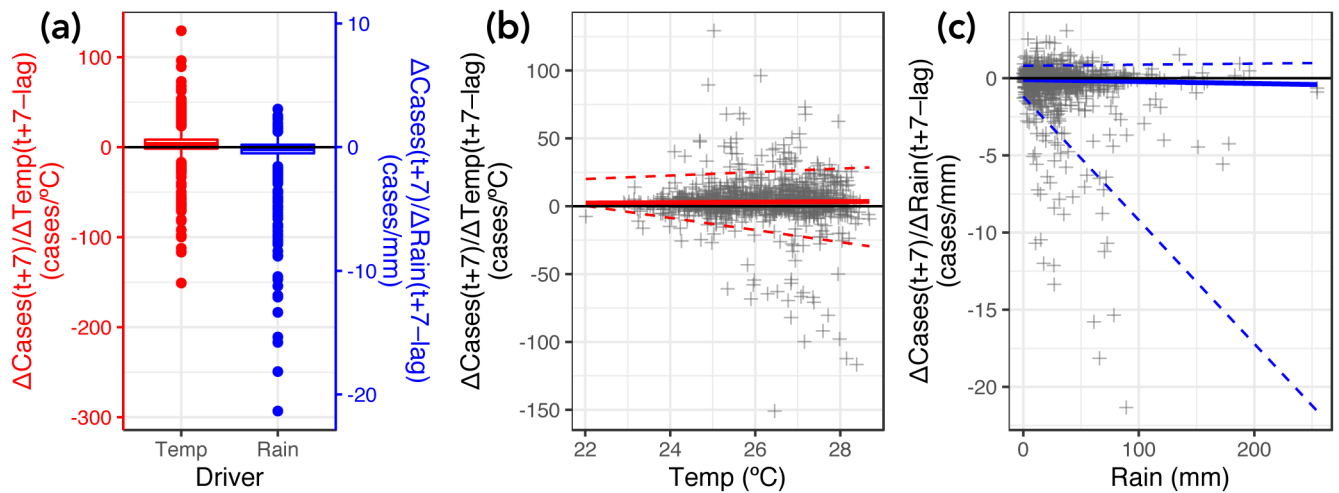 (a)
ΔCases(t+7)/ΔTemp(t+7−lag)
(cases/ºC)
100
0
-100
-200
-300
10
0
-10
-20
ΔCases(t+7)/ΔRain(t+7−lag)
(cases/mm)
Temp
Rain
Driver
(b)
ΔCases(t+7)/ΔTemp(t+7−lag)
(cases/ºC)
100
50
0
-50
-100
-150
22
24
26
28
Temp (ºC)
(c)
ΔCases(t+7)/ΔRain(t+7−lag)
(cases/mm)
0
-5
-10
-15
-20
0
100
200
Rain (mm)